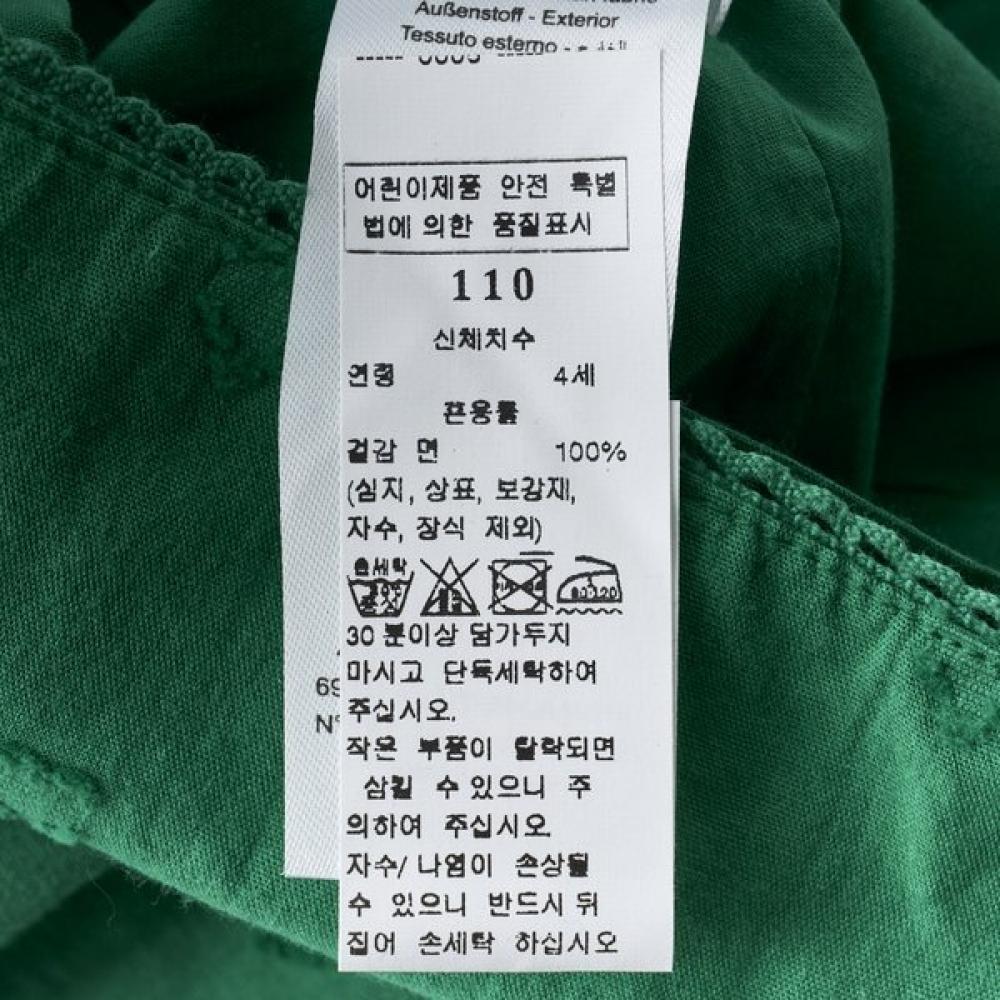 Außenstoff - Exterior
Tessuto esterno -
어린이제품 안전 특별
법에 의한 품질표시
110
신체치수
연령 4세
혼용률
겉감 면 100%
(심지, 상표, 보강재,
자수, 장식 제외)
손세탁
30 분이상 담가두지
마시고 단독세탁하여
주십시오.
작은 부품이 탈락되면
삼킬 수 있으니 주
의하여 주십시오.
자수/ 나염이 손상될
수 있으니 반드시 뒤
집어 손세탁 하십시오
69
N°